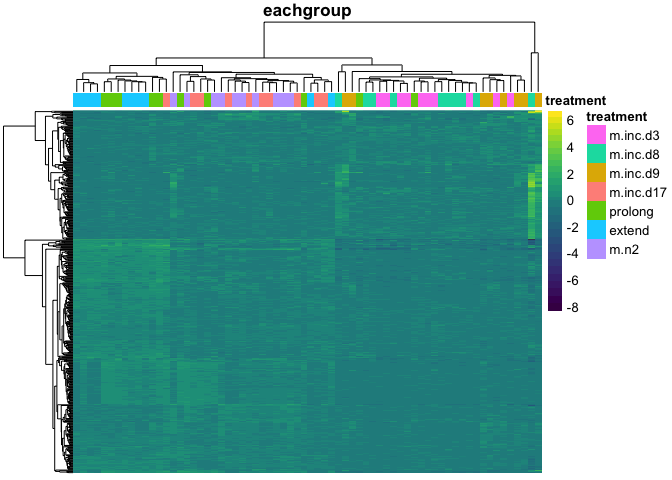 eachgroup
treatment
6
4
2
0
-2
-4
-6
-8
treatment
m.inc.d3
m.inc.d8
m.inc.d9
m.inc.d17
prolong
extend
m.n2